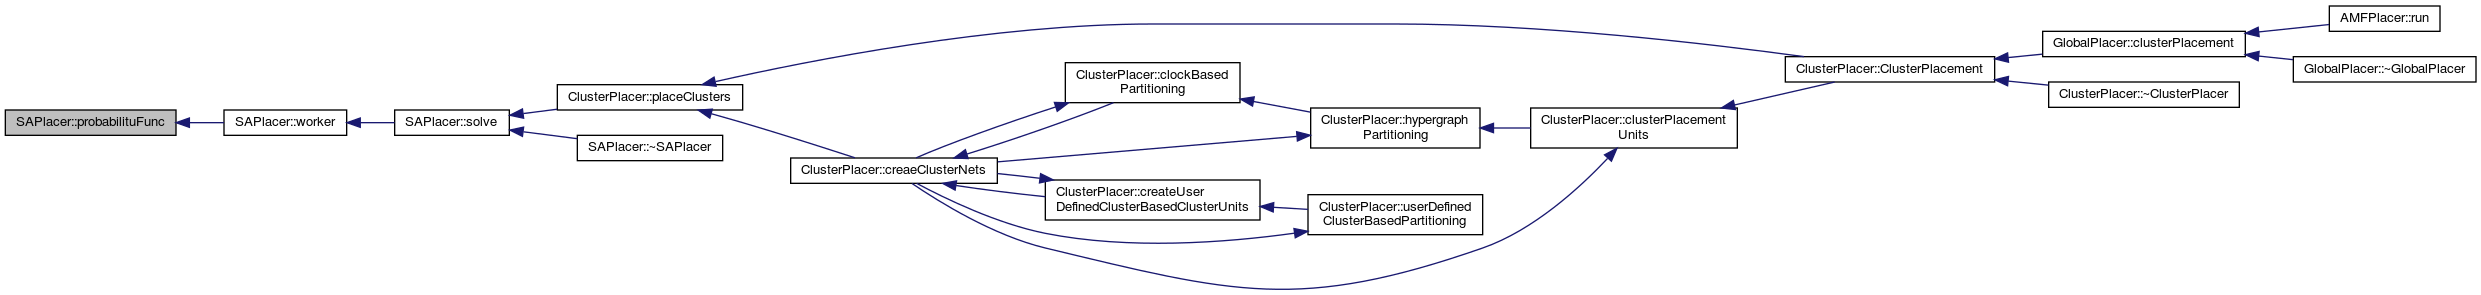 SAPlacer::probabilituFunc
SAPlacer::worker
SAPlacer::solve
ClusterPlacer::placeClusters
SAPlacer::~SAPlacer
ClusterPlacer::creaeClusterNets
ClusterPlacer::clockBased
Partitioning
ClusterPlacer::createUser
DefinedClusterBasedClusterUnits
ClusterPlacer::hypergraph
Partitioning
ClusterPlacer::userDefined
ClusterBasedPartitioning
ClusterPlacer::clusterPlacement
Units
ClusterPlacer::ClusterPlacement
GlobalPlacer::clusterPlacement
ClusterPlacer::~ClusterPlacer
AMFPlacer::run
GlobalPlacer::~GlobalPlacer